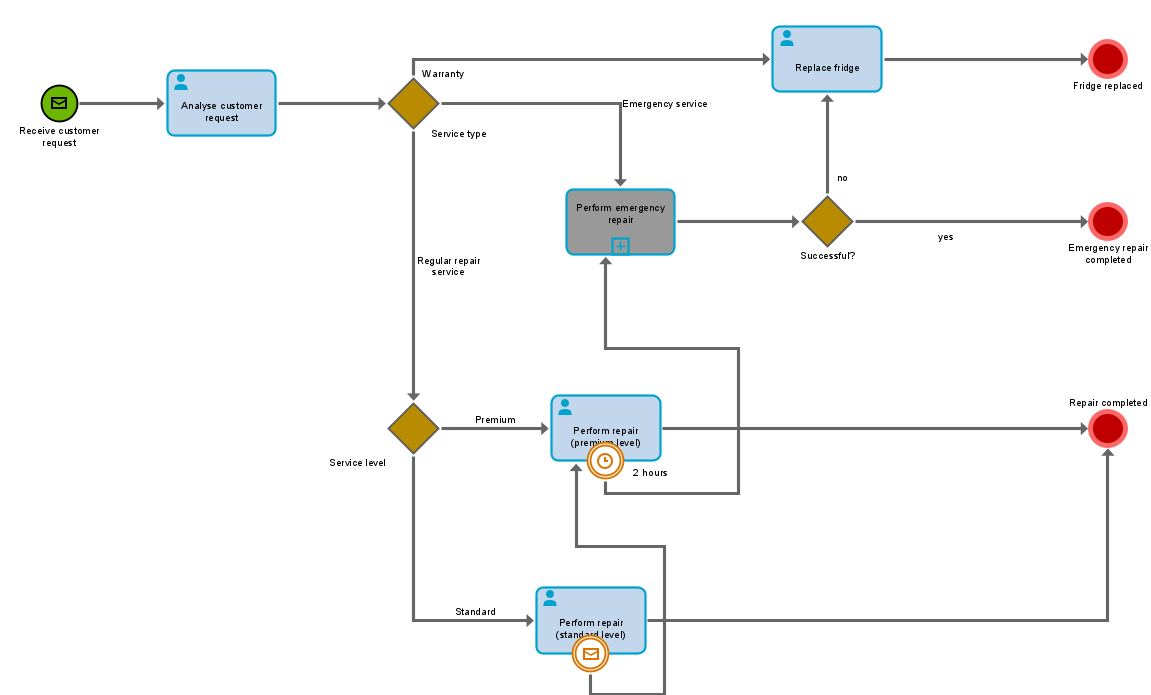 Receive customer
request
Analyse customer
request
Warranty
Service type
Emergency service
Replace fridge
Fridge replaced
Perform emergency
repair
no
Successful?
yes
Emergency repair
completed
Regular repair
service
Service level
Premium
Perform repair
(premium level)
2 hours
Repair completed
Standard
Perform repair
(standard level)